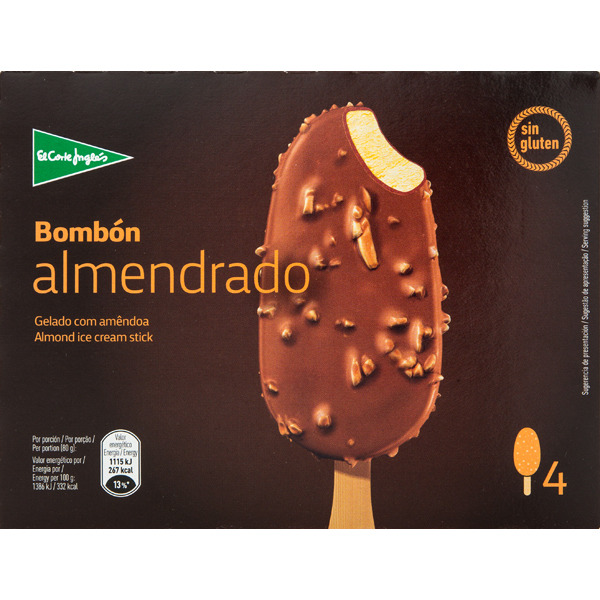 El Corte Inglés
sin
gluten
Bombón
almendrado
Gelado com amêndoa
Almond ice cream stick
Por porción / Por porção /
Per portion (80 g):
Valor energético por /
Energia por /
Energy per 100 g:
1386 kJ / 332 kcal
Valor
energético
Energia / Energy
1115 kJ
267 kcal
13%*
4
Sugerencia de presentación / Sugestão de apresentação / Serving suggestion